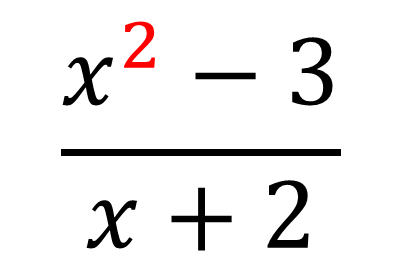 x² − 3
x + 2